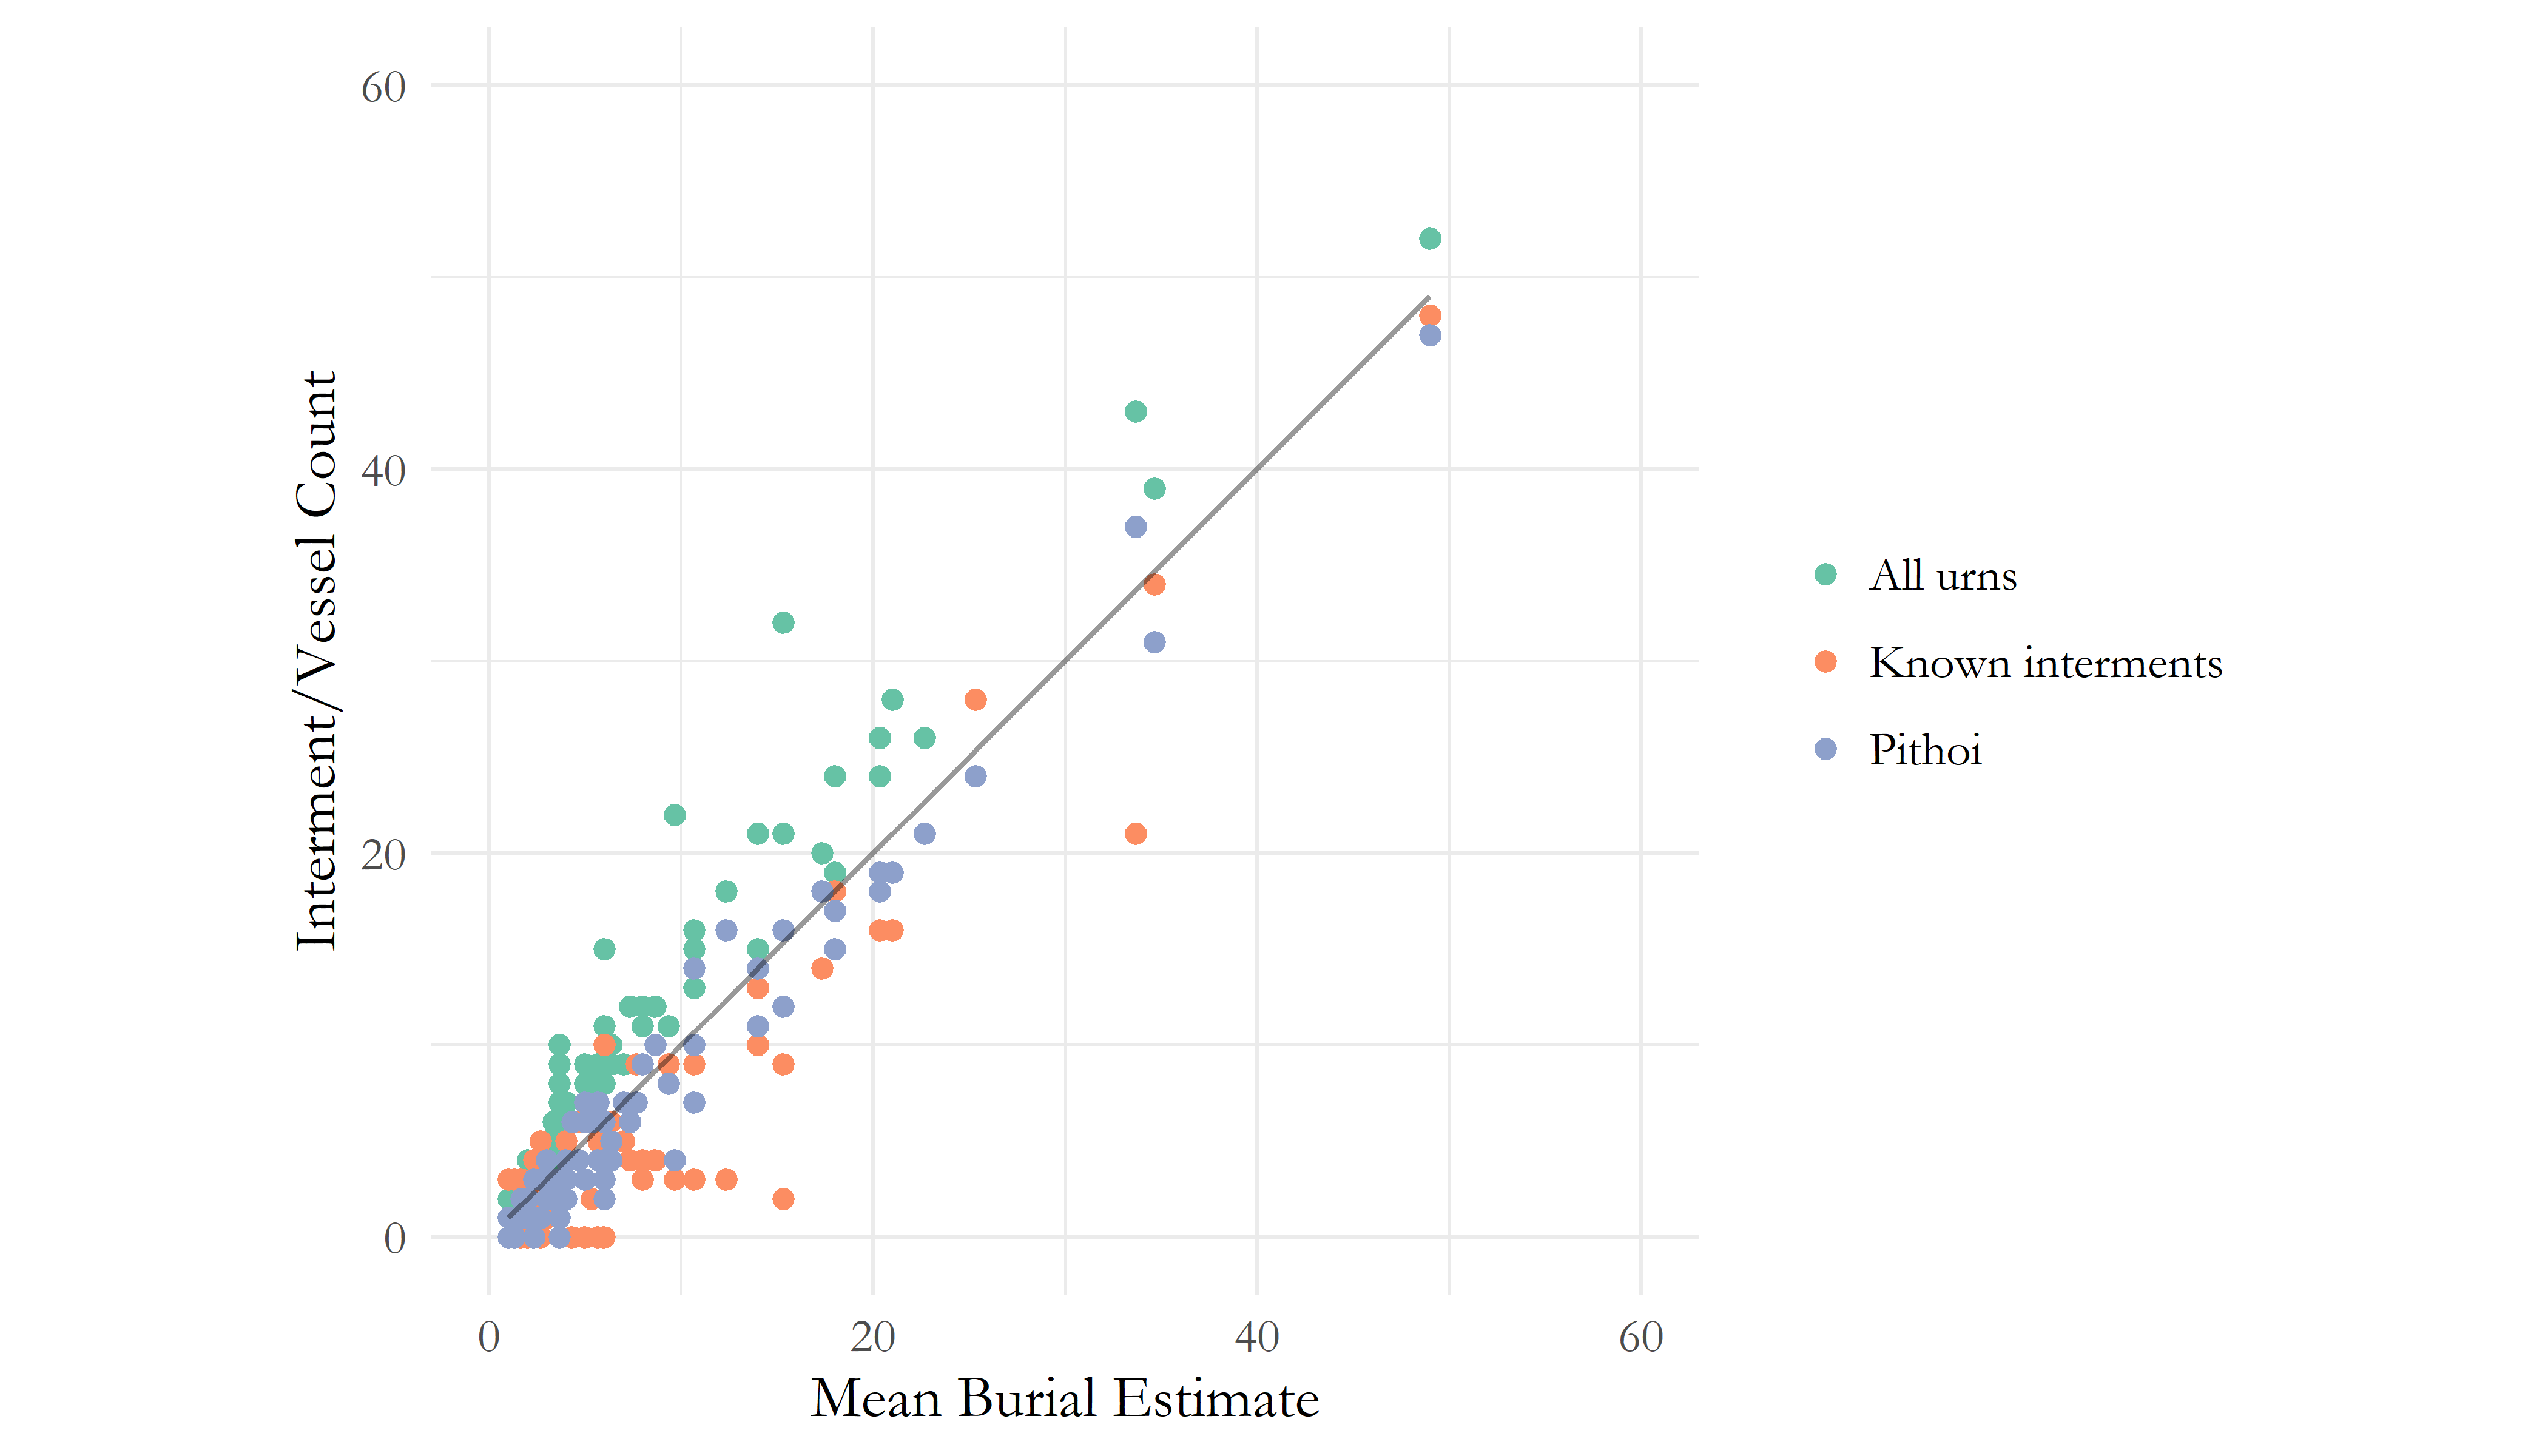 60
40
20
0
Interment/Vessel Count
0 20 40 60
Mean Burial Estimate
All urns
Known interments
Pithoi